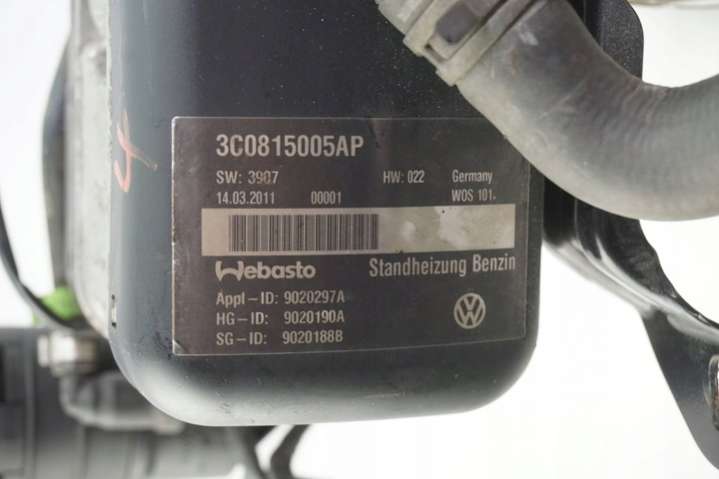 3C0815005AP
SW: 3907 HW: 022 Germany
14.03.2011 00001 WOS 101.
Webasto Standheizung Benzin
Appl-ID: 9020297A
HG-ID: 9020190A
SG-ID: 9020188B